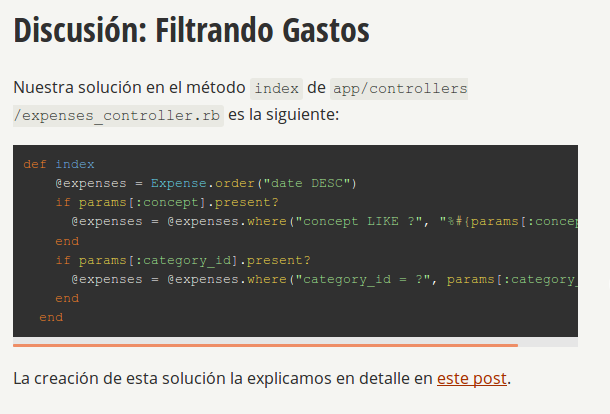 Discusión: Filtrando Gastos
Nuestra solución en el método index de app/controllers
/expenses_controller.rb es la siguiente:
def index
@expenses = Expense.order("date DESC")
if params[:concept].present?
@expenses = @expenses.where("concept LIKE ?", "%#{params[:concep
end
if params[:category_id].present?
@expenses = @expenses.where("category_id = ?", params[:category_
end
end
La creación de esta solución la explicamos en detalle en este post.